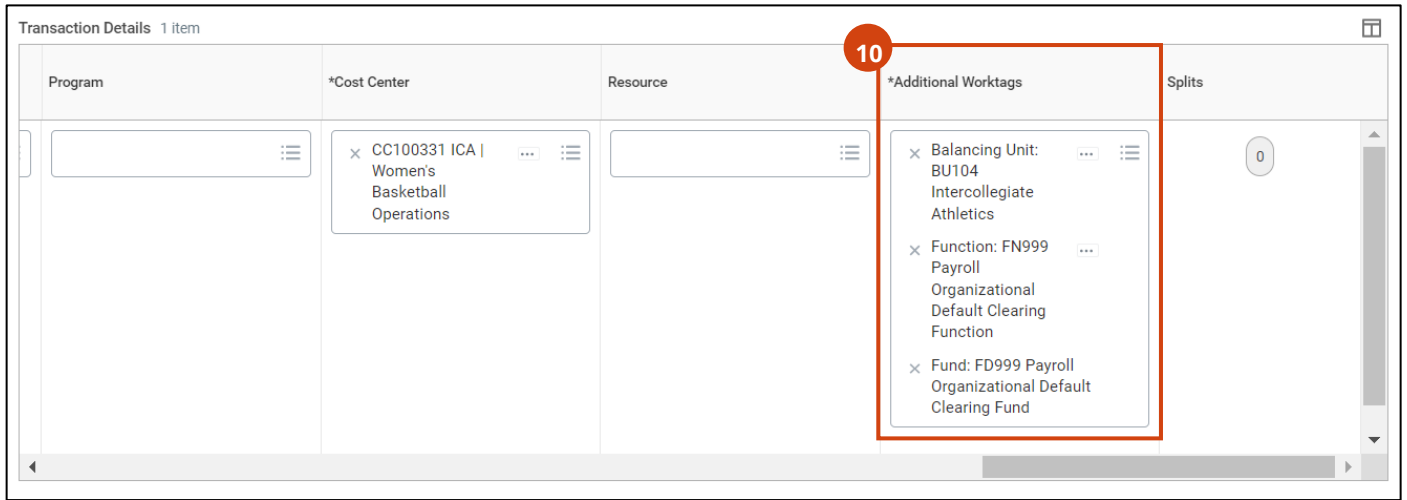 Transaction Details 1 item
10
Program
*Cost Center
Resource
*Additional Worktags
Splits
CC100331 ICA |
Women's
Basketball
Operations
Balancing Unit:
BU104
Intercollegiate
Athletics
Function: FN999
Payroll
Organizational
Default Clearing
Function
Fund: FD999 Payroll
Organizational Default
Clearing Fund
0